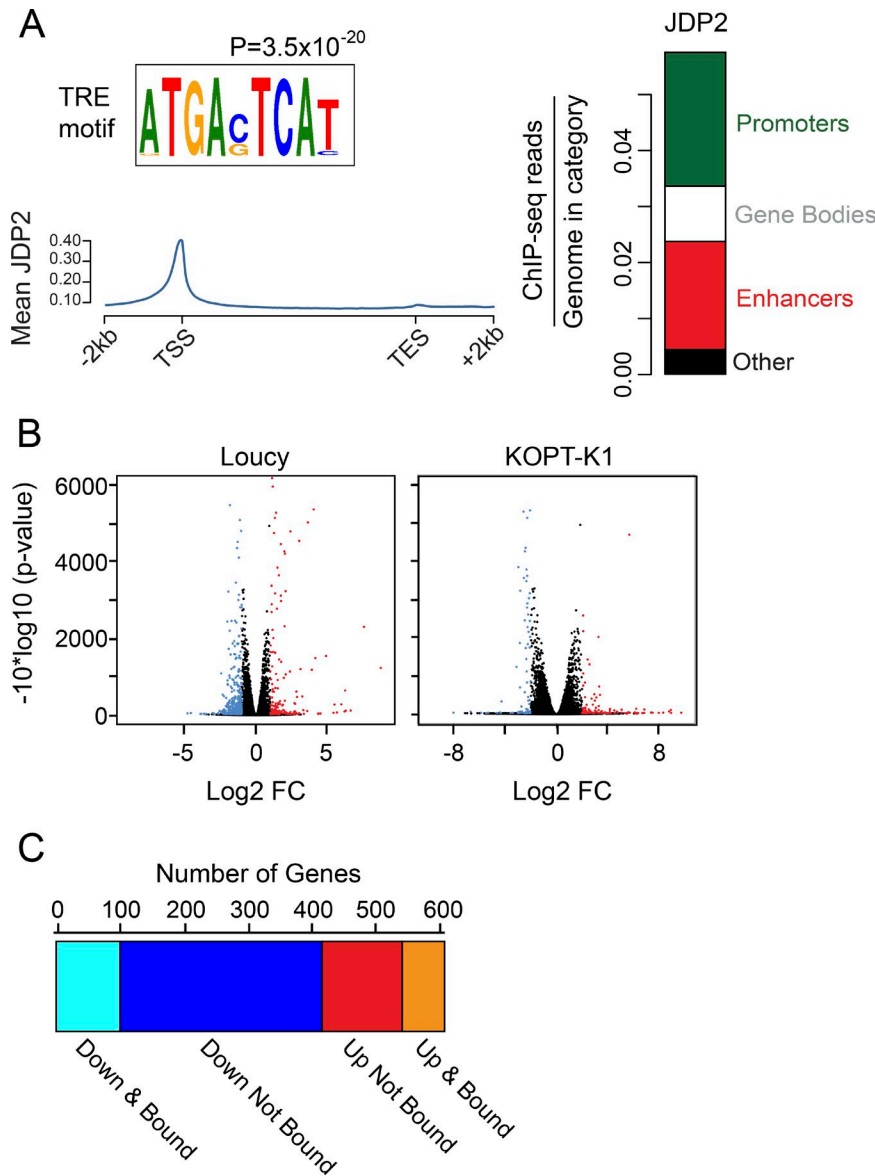 A
P=3.5x10-20
TRE
motif
ATGACTCAT
G
C
Mean JDP2
0.40
0.30
0.20
0.10
-2kb
TSS
TES
+2kb
JDP2
ChIP-seq reads
Genome in category
0.04
0.02
0.00
Promoters
Gene Bodies
Enhancers
Other
B
Loucy
KOPT-K1
-10*log10 (p-value)
6000
4000
2000
0
-5
0
5
-8
0
8
Log2 FC
Log2 FC
C
Number of Genes
0
100
200
300
400
500
600
Down & Bound
Down Not Bound
Up Not Bound
Up & Bound